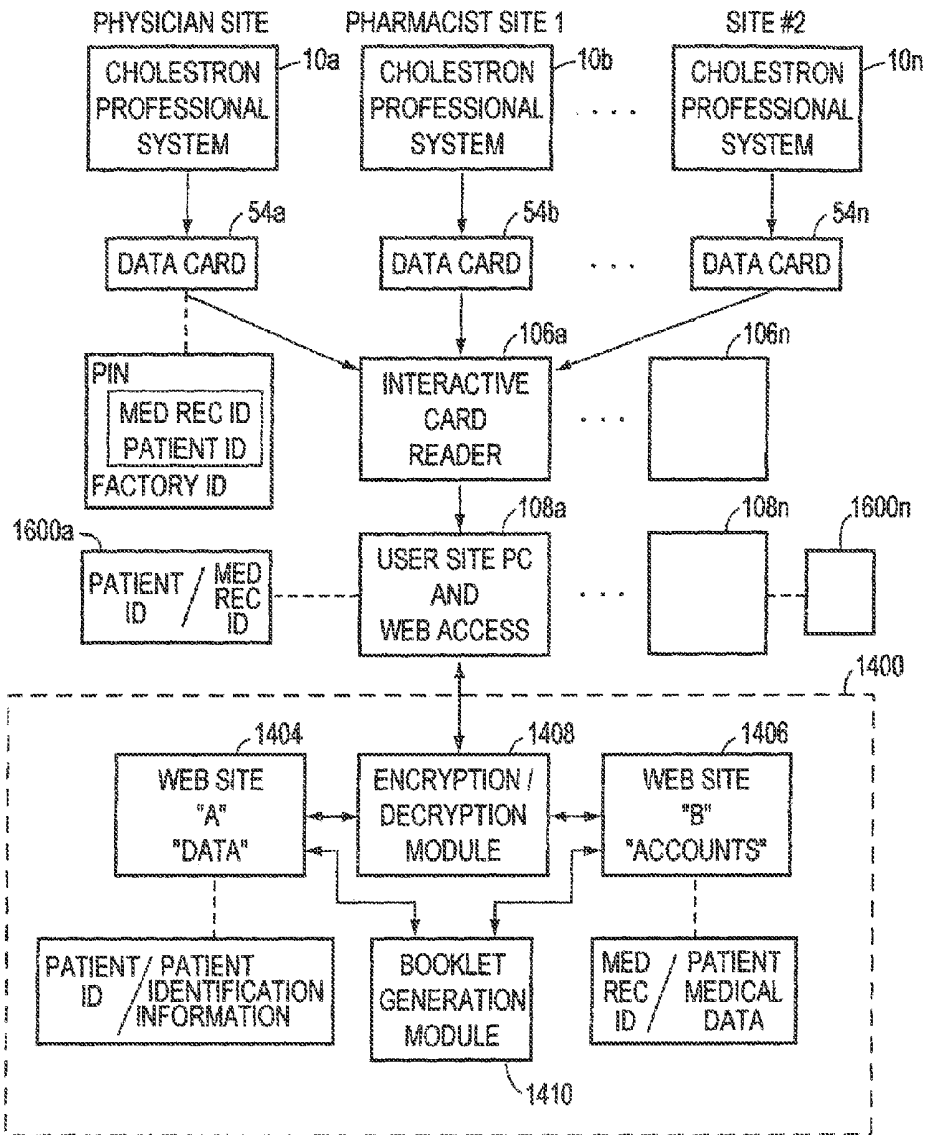 PHYSICIAN SITE
PHARMACIST SITE 1
SITE #2
CHOLESTRON
PROFESSIONAL
SYSTEM
10a
CHOLESTRON
PROFESSIONAL
SYSTEM
10b
. . . .
CHOLESTRON
PROFESSIONAL
SYSTEM
10n
DATA CARD
54a
DATA CARD
54b
. . .
DATA CARD
54n
PIN
MED REC ID
PATIENT ID
FACTORY ID
INTERACTIVE
CARD
READER
106a
. . .
106n
1600a
PATIENT
ID
/
MED
REC
ID
USER SITE PC
AND
WEB ACCESS
108a
. . .
108n
1600n
1400
WEB SITE
"A"
"DATA"
1404
ENCRYPTION /
DECRYPTION
MODULE
1408
WEB SITE
"B"
"ACCOUNTS"
1406
PATIENT
ID
/
PATIENT
IDENTIFICATION
INFORMATION
BOOKLET
GENERATION
MODULE
1410
MED
REC
ID
/
PATIENT
MEDICAL
DATA